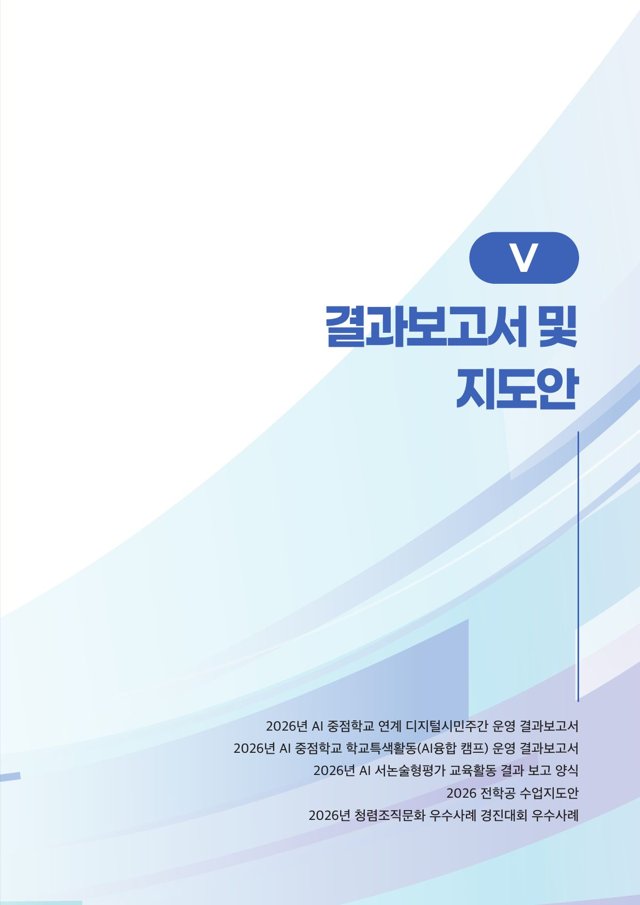 V
결과보고서 및
지도안
2026년 AI 중점학교 연계 디지털시민주간 운영 결과보고서
2026년 AI 중점학교 학교특색활동(AI융합 캠프) 운영 결과보고서
2026년 AI 서논술형평가 교육활동 결과 보고 양식
2026 전학공 수업지도안
2026년 청렴조직문화 우수사례 경진대회 우수사례